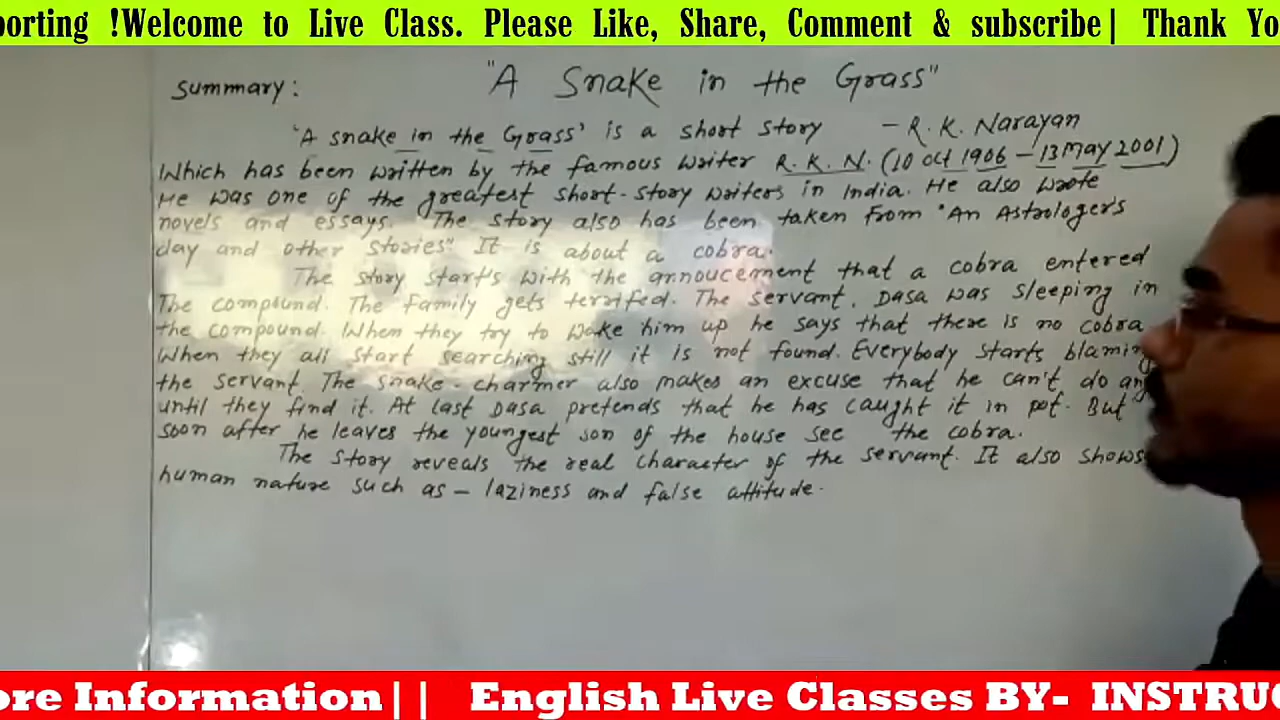 porting !Welcome to Live Class. Please Like, Share, Comment & subscribe| Thank Yo
Summary: "A Snake in the Grass"
'A snake in the Grass' is a short story - R. K. Narayan
Which has been written by the famous writer R. K. N. (10 oct 1906 - 13 May 2001)
He was one of the greatest short-story writers in India. He also wrote
novels and essays. The story also has been taken from "An Astrologer's
day and other stories". It is about a cobra.
The story starts with the annoucement that a cobra entered
The compound. The family gets terrifed. The servant, Dasa was sleeping in
the compound. When they try to wake him up he says that there is no cobra
When they all start searching still it is not found. Everybody starts blaming
the servant. The snake-charmer also makes an excuse that he can't do any
until they find it. At last Dasa pretends that he has caught it in pot. But
soon after he leaves the youngest son of the house see the cobra.
The story reveals the real character of the servant. It also shows
human nature such as - laziness and false attitude.
ore Information|| English Live Classes BY- INSTRUC